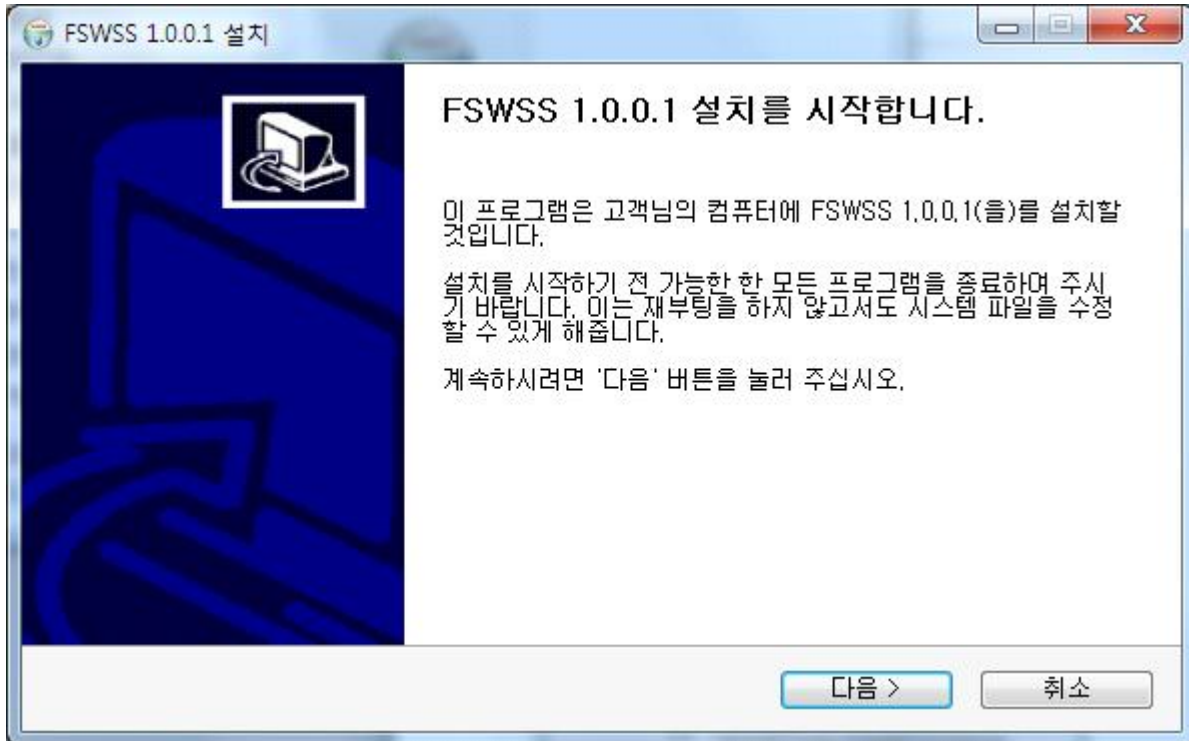 FSWSS 1.0.0.1 설치
FSWSS 1.0.0.1 설치를 시작합니다.
이 프로그램은 고객님의 컴퓨터에 FSWSS 1.0.0.1(을)를 설치할
것입니다.
설치를 시작하기 전 가능한 한 모든 프로그램을 종료하여 주시
기 바랍니다. 이는 재부팅을 하지 않고서도 시스템 파일을 수정
할 수 있게 해줍니다.
계속하시려면 '다음' 버튼을 눌러 주십시오.
다음 >
취소